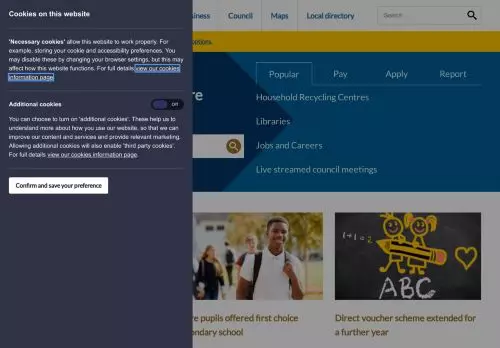 Cookies on this website
'Necessary cookies' allow this website to work properly. For
example, storing your cookie and accessibility preferences. You
may disable these by changing your browser settings, but this may
affect how this website functions. For full details view our cookies
information page.
Additional cookies
Off
You can choose to turn on 'additional cookies'. These help us to
understand more about how you use our website, so that we can
improve our content and services and provide relevant marketing.
Allowing additional cookies will also enable 'third party cookies'.
For full details view our cookies information page.
Confirm and save your preference
siness
Council
Maps
Local directory
Search
options.
re
Popular
Pay
Apply
Report
Household Recycling Centres
Libraries
Jobs and Careers
Live streamed council meetings
1+1=2
ABC
re pupils offered first choice
ondary school
Direct voucher scheme extended for
a further year